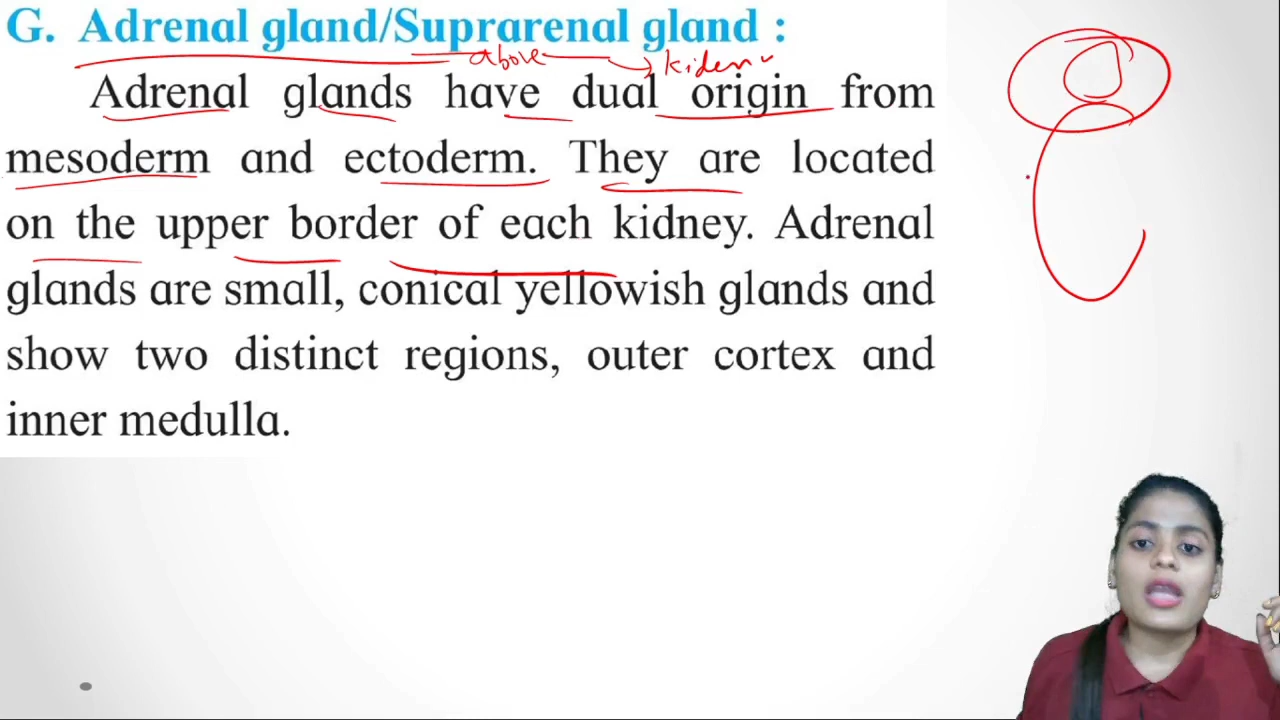 G. Adrenal gland/Suprarenal gland :
above kideny
Adrenal glands have dual origin from
mesoderm and ectoderm. They are located
on the upper border of each kidney. Adrenal
glands are small, conical yellowish glands and
show two distinct regions, outer cortex and
inner medulla.